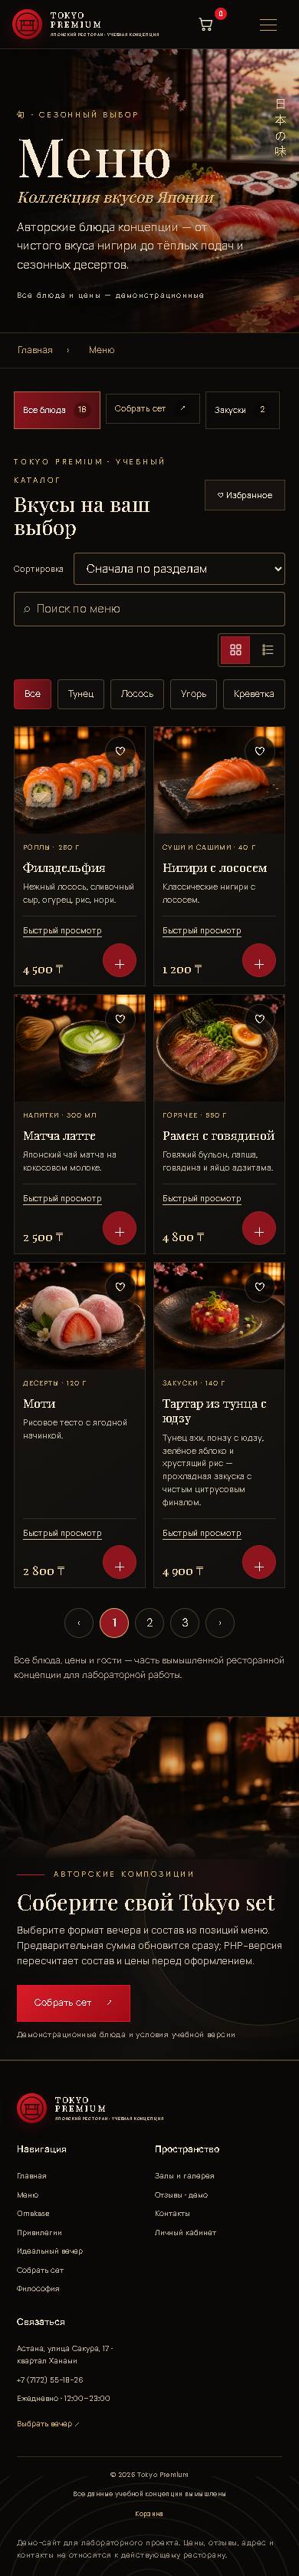 TOKYO
PREMIUM
ЯПОНСКИЙ РЕСТОРАН · УЧЕБНАЯ КОНЦЕПЦИЯ
0
旬 · СЕЗОННЫЙ ВЫБОР
日本の味
Меню
Коллекция вкусов Японии
Авторские блюда коллекции — от
чистого вкуса нигири до тёплых подач и
сезонных десертов.
Все блюда и цены — демонстрационные
Главная › Меню
Все блюда 18
Собрать сет ↗
Закуски 2
TOKYO PREMIUM · УЧЕБНЫЙ
КАТАЛОГ
Вкусы на ваш
выбор
♡ Избранное
Сортировка
Сначала по разделам
⌕ Поиск по меню
Все
Тунец
Лосось
Угорь
Креветка
РОЛЛЫ · 280 Г
Филадельфия
Нежный лосось, сливочный
сыр, огурец, рис, нори.
Быстрый просмотр
4 500 ₸
+
СУШИ И САШИМИ · 40 Г
Нигири с лососем
Классические нигири с
лососем.
Быстрый просмотр
1 200 ₸
+
НАПИТКИ · 300 МЛ
Матча латте
Японский чай матча на
кокосовом молоке.
Быстрый просмотр
2 500 ₸
+
ГОРЯЧЕЕ · 550 Г
Рамен с говядиной
Говяжий бульон, лапша,
говядина и яйцо адзитама.
Быстрый просмотр
4 800 ₸
+
ДЕСЕРТЫ · 120 Г
Моти
Рисовое тесто с ягодной
начинкой.
Быстрый просмотр
2 800 ₸
+
ЗАКУСКИ · 140 Г
Тартар из тунца с
юдзу
Тунец ахи, понзу с юдзу,
зелёное яблоко и
хрустящий рис —
прохладная закуска с
чистым цитрусовым
финалом.
Быстрый просмотр
4 900 ₸
+
‹ 1 2 3 ›
Все блюда, цены и гости — часть вымышленной ресторанной
концепции для лабораторной работы.
АВТОРСКИЕ КОМПОЗИЦИИ
Соберите свой Tokyo set
Выберите формат вечера и состав из позиций меню.
Предварительная сумма обновится сразу; PHP-версия
пересчитает состав и цены перед оформлением.
Собрать сет ↗
Демонстрационные блюда и условия учебной версии
TOKYO
PREMIUM
ЯПОНСКИЙ РЕСТОРАН · УЧЕБНАЯ КОНЦЕПЦИЯ
Навигация
Главная
Меню
Omakase
Привилегии
Идеальный вечер
Собрать сет
Философия
Пространство
Залы и галерея
Отзывы · демо
Контакты
Личный кабинет
Связаться
Астана, улица Сакура, 17 ·
квартал Ханами
+7 (7172) 55-18-26
Ежедневно · 12:00–23:00
Выбрать вечер ↗
© 2026 Tokyo Premium
Все данные учебной концепции вымышлены
Корзина
Демо-сайт для лабораторного проекта. Цены, отзывы, адрес и
контакты не относятся к действующему ресторану.